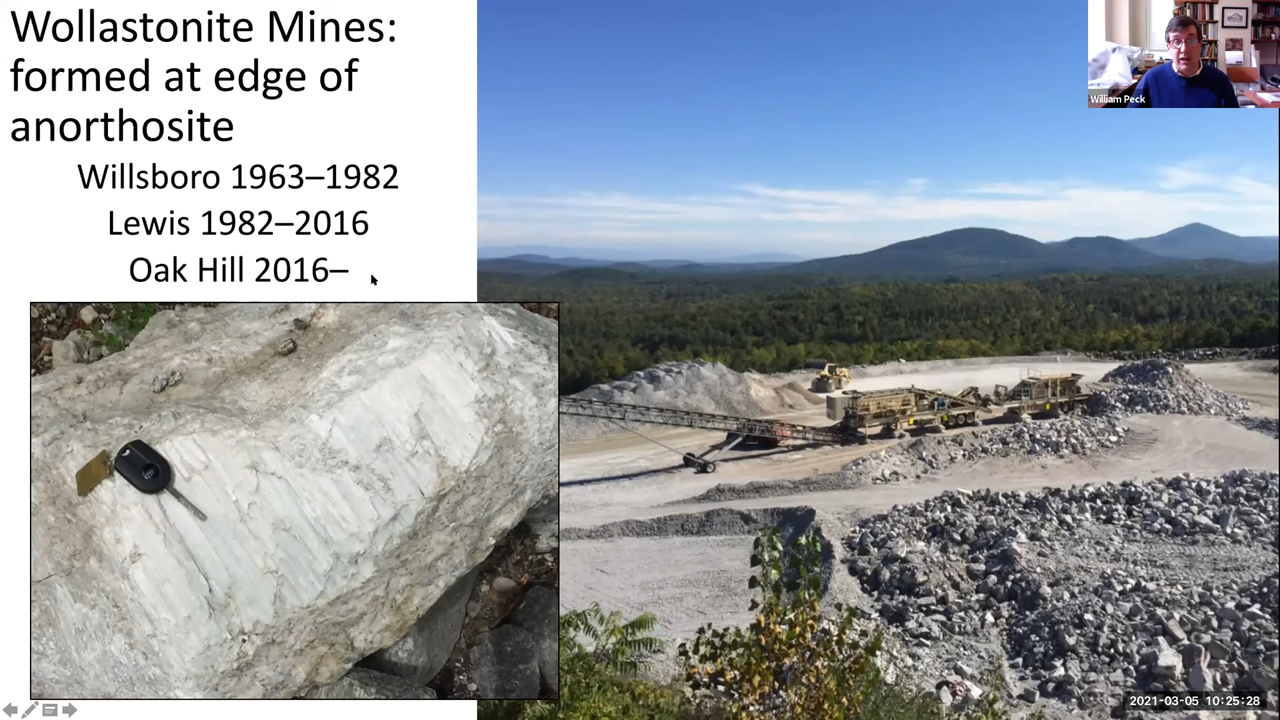 Wollastonite Mines:
formed at edge of
anorthosite
Willsboro 1963–1982
Lewis 1982–2016
Oak Hill 2016–
William Peck
2021-03-05 10:25:28